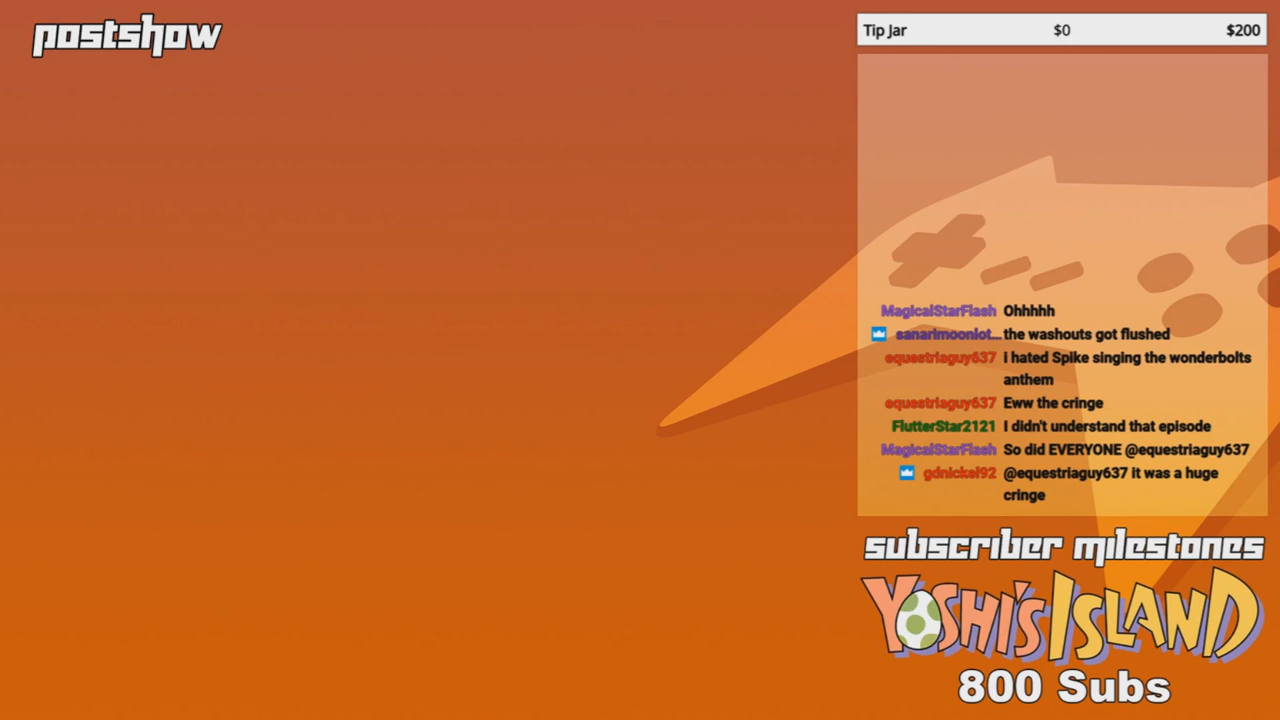 postshow
Tip Jar $0 $200
MagicalStarFlash Ohhhhh
sanarimoonlot... the washouts got flushed
equestriaguy637 i hated Spike singing the wonderbolts
anthem
equestriaguy637 Eww the cringe
FlutterStar2121 I didn't understand that episode
MagicalStarFlash So did EVERYONE @equestriaguy637
gdnickel92 @equestriaguy637 it was a huge
cringe
subscriber milestones
YOSHI'S ISLAND
800 Subs